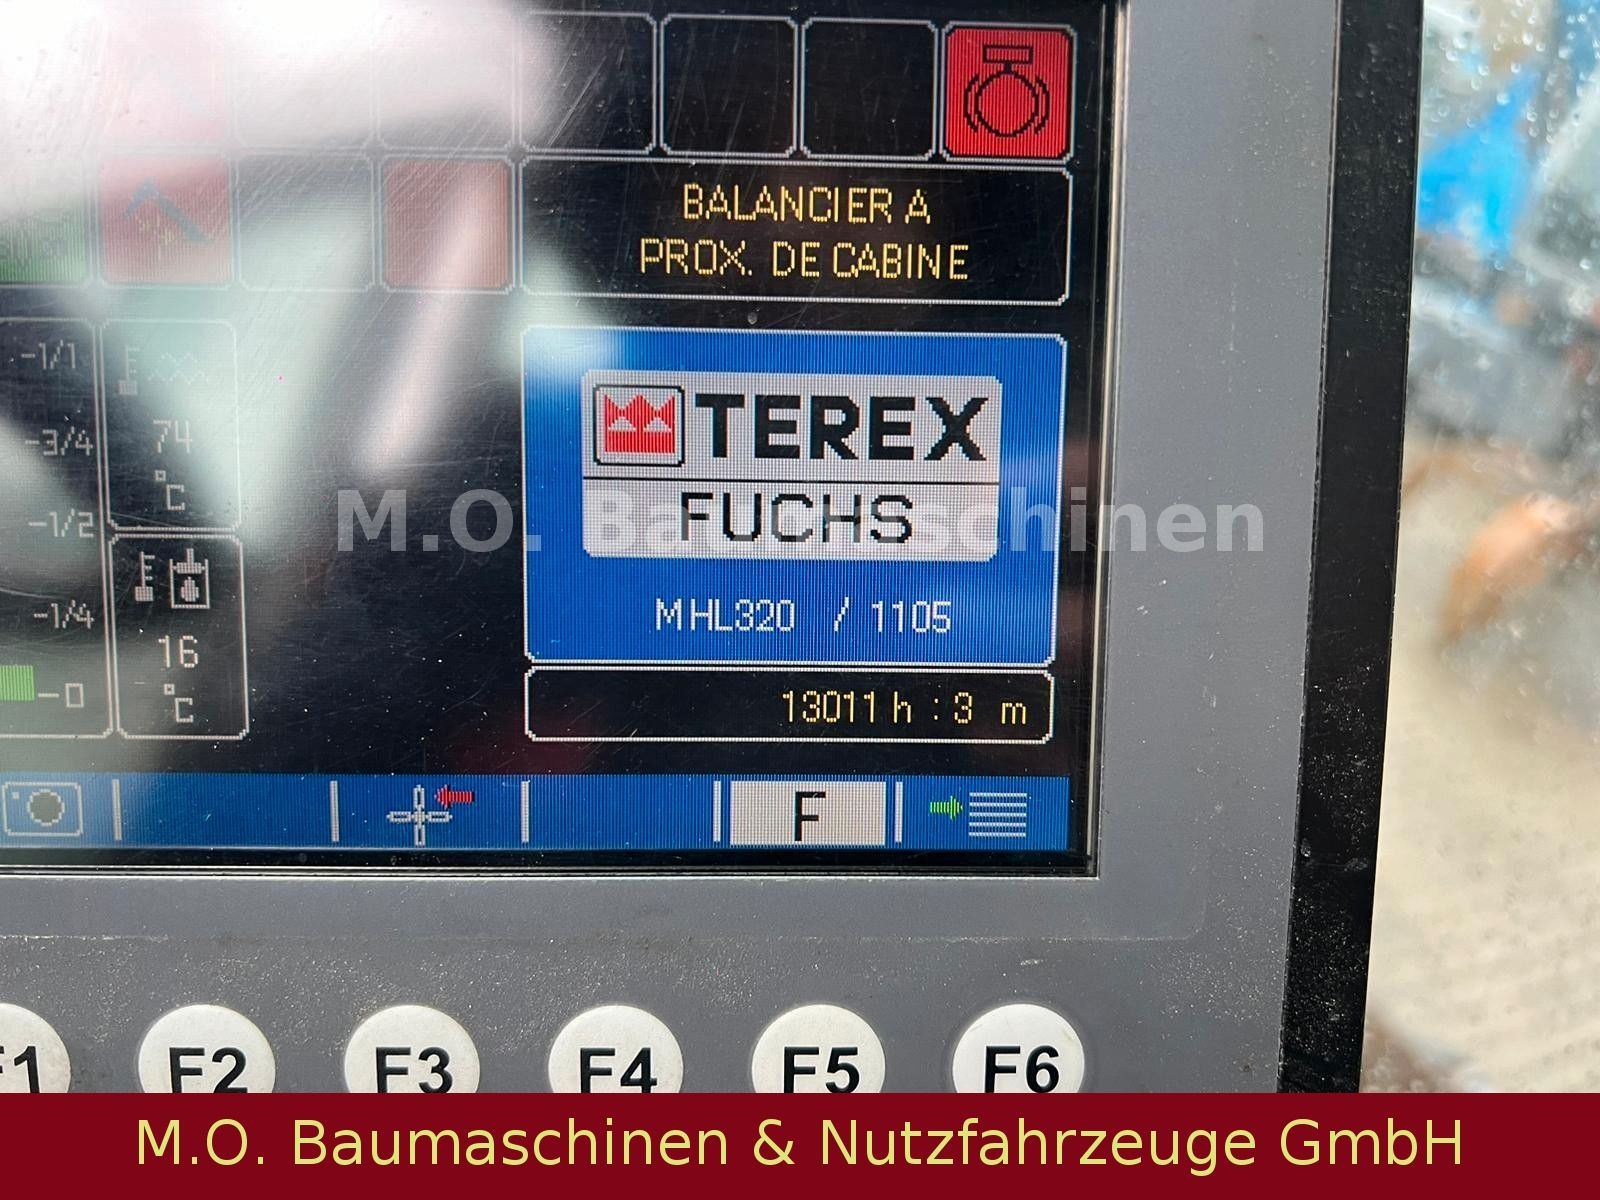 BALANCIER A
PROX. DE CABINE
-1/1
-3/4
74
°C
-1/2
TEREX
FUCHS
M.O. Baumaschinen
-1/4
16
°C
-0
MHL320 / 1105
13011 h : 3 m
F
F1 F2 F3 F4 F5 F6
M.O. Baumaschinen & Nutzfahrzeuge GmbH